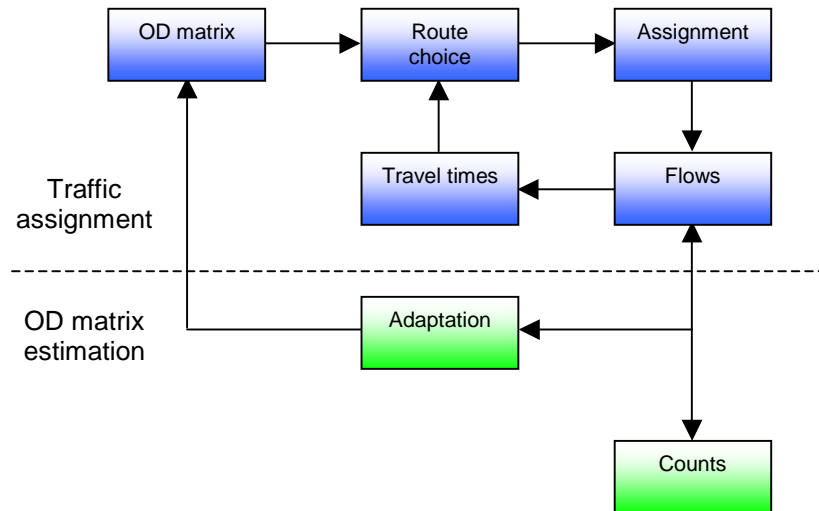 OD matrix
Route
choice
Assignment
Travel times
Flows
Traffic
assignment
OD matrix
estimation
Adaptation
Counts